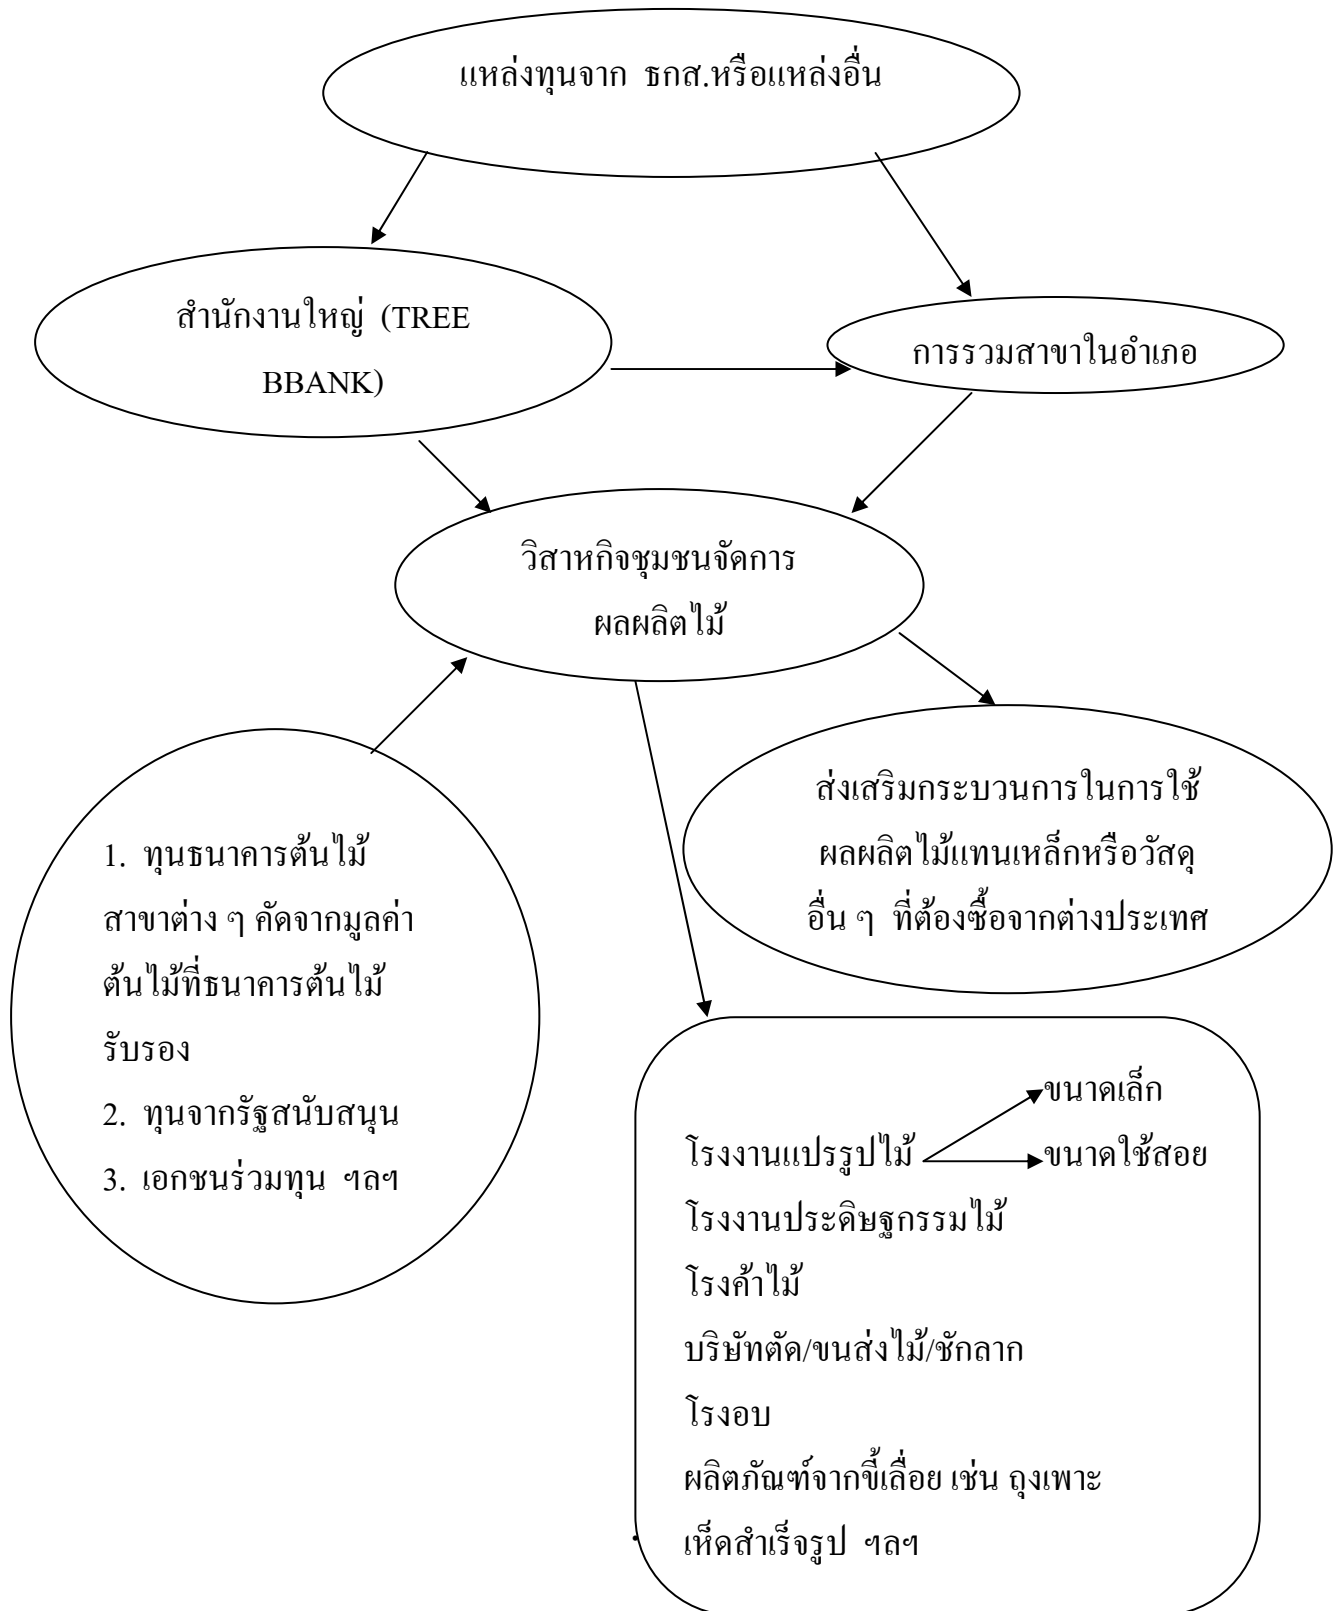 แหล่งทุนจาก ธกส.หรือแหล่งอื่น
สำนักงานใหญ่ (TREE
BBANK)
การรวมสาขาในอำเภอ
วิสาหกิจชุมชนจัดการ
ผลผลิตไม้
ส่งเสริมกระบวนการในการใช้
ผลผลิตไม้แทนเหล็กหรือวัสดุ
อื่น ๆ ที่ต้องซื้อจากต่างประเทศ
1. ทุนธนาคารต้นไม้
สาขาต่าง ๆ คัดจากมูลค่า
ต้นไม้ที่ธนาคารต้นไม้
รับรอง
2. ทุนจากรัฐสนับสนุน
3. เอกชนร่วมทุน ฯลฯ
ขนาดเล็ก
โรงงานแปรรูปไม้ ขนาดใช้สอย
โรงงานประดิษฐกรรมไม้
โรงค้าไม้
บริษัทตัด/ขนส่งไม้/ชักลาก
โรงอบ
ผลิตภัณฑ์จากขี้เลื่อย เช่น ถุงเพาะ
เห็ดสำเร็จรูป ฯลฯ